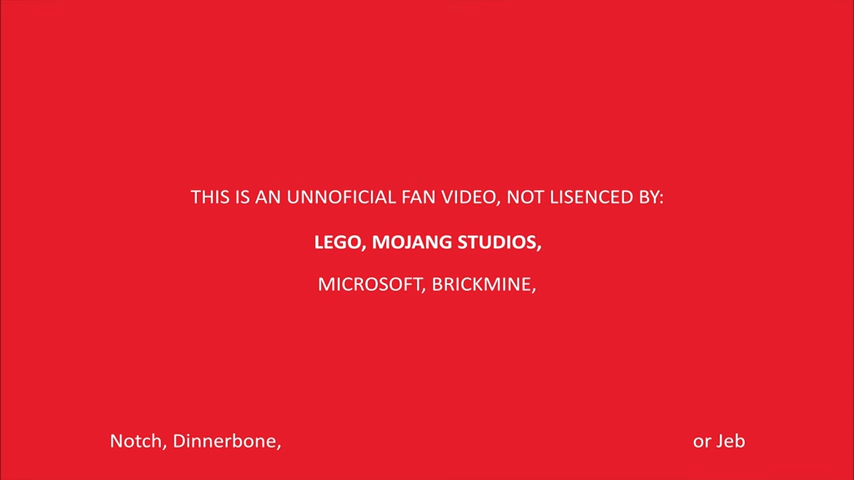 THIS IS AN UNNOFICIAL FAN VIDEO, NOT LISENCED BY:
LEGO, MOJANG STUDIOS,
MICROSOFT, BRICKMINE,
Notch, Dinnerbone, or Jeb